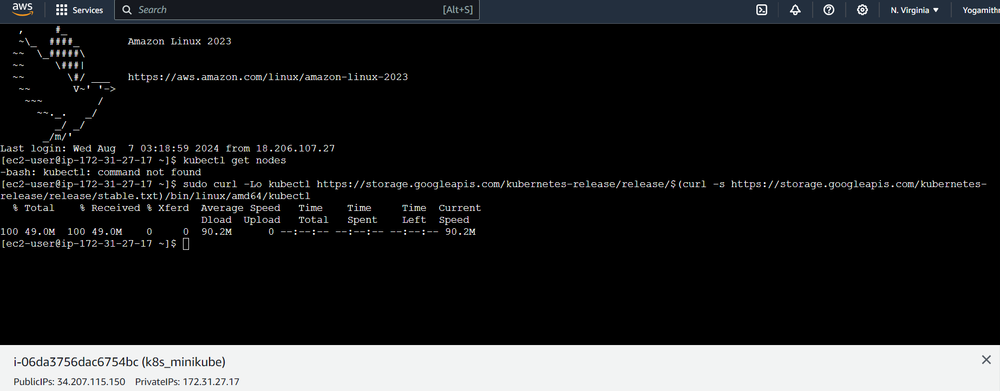 aws
Services
Search
[Alt+S]
N. Virginia
Yogamithr
   ,     #_
   ~\_  ####_        Amazon Linux 2023
  ~~  \_#####\
  ~~     \###|
  ~~       \#/ ___   https://aws.amazon.com/linux/amazon-linux-2023
   ~~       V~' '->
    ~~~         /
      ~~._.   _/
         _/ _/
       _/m/'
Last login: Wed Aug  7 03:18:59 2024 from 18.206.107.27
[ec2-user@ip-172-31-27-17 ~]$ kubectl get nodes
-bash: kubectl: command not found
[ec2-user@ip-172-31-27-17 ~]$ sudo curl -Lo kubectl https://storage.googleapis.com/kubernetes-release/release/$(curl -s https://storage.googleapis.com/kubernetes-
release/release/stable.txt)/bin/linux/amd64/kubectl
  % Total    % Received % Xferd  Average Speed   Time    Time     Time  Current
                                 Dload  Upload   Total   Spent    Left  Speed
100 49.0M  100 49.0M    0     0  90.2M      0 --:--:-- --:--:-- --:--:-- 90.2M
[ec2-user@ip-172-31-27-17 ~]$
i-06da3756dac6754bc (k8s_minikube)
PublicIPs: 34.207.115.150    PrivateIPs: 172.31.27.17